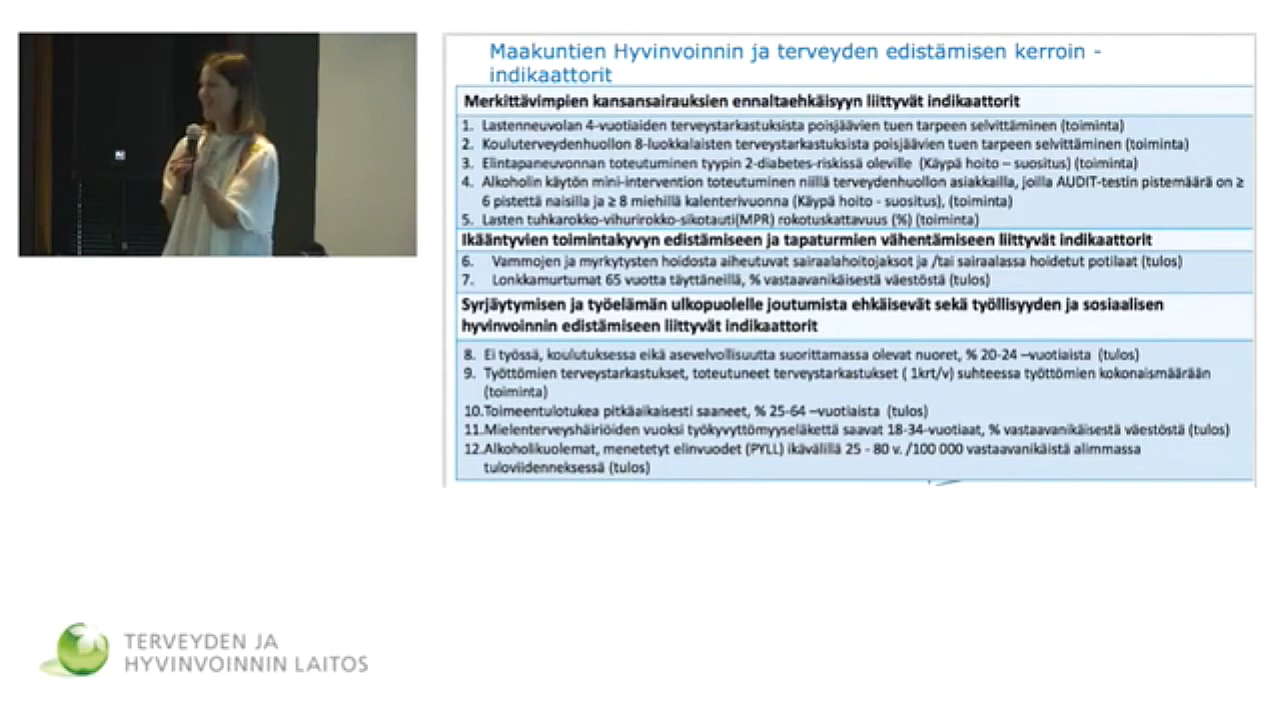 Maakuntien Hyvinvoinnin ja terveyden edistämisen kerroin -
indikaattorit
Merkittävimpien kansansairauksien ennaltaehkäisyyn liittyvät indikaattorit
1. Lastenneuvolan 4-vuotiaiden terveystarkastuksista poisjäävien tuen tarpeen selvittäminen (toiminta)
2. Kouluterveydenhuollon 8-luokkalaisten terveystarkastuksista poisjäävien tuen tarpeen selvittäminen (toiminta)
3. Elintapaneuvonnan toteutuminen tyypin 2-diabetes-riskissä oleville (Käypä hoito – suositus) (toiminta)
4. Alkoholin käytön mini-intervention toteutuminen niillä terveydenhuollon asiakkailla, joilla AUDIT-testin pistemäärä on ≥
6 pistettä naisilla ja ≥ 8 miehillä kalenterivuonna (Käypä hoito - suositus), (toiminta)
5. Lasten tuhkarokko-vihurirokko-sikotauti(MPR) rokotuskattavuus (%) (toiminta)
Ikääntyvien toimintakyvyn edistämiseen ja tapaturmien vähentämiseen liittyvät indikaattorit
6. Vammojen ja myrkytysten hoidosta aiheutuvat sairaalahoitojaksot ja /tai sairaalassa hoidetut potilaat (tulos)
7. Lonkkamurtumat 65 vuotta täyttäneillä, % vastaavanikäisestä väestöstä (tulos)
Syrjäytymisen ja työelämän ulkopuolelle joutumista ehkäisevät sekä työllisyyden ja sosiaalisen
hyvinvoinnin edistämiseen liittyvät indikaattorit
8. Ei työssä, koulutuksessa eikä asevelvollisuutta suorittamassa olevat nuoret, % 20-24 –vuotiaista (tulos)
9. Työttömien terveystarkastukset, toteutuneet terveystarkastukset ( 1krt/v) suhteessa työttömien kokonaismäärään
(toiminta)
10.Toimeentulotukea pitkäaikaisesti saaneet, % 25-64 –vuotiaista (tulos)
11.Mielenterveyshäiriöiden vuoksi työkyvyttömyyseläkettä saavat 18-34-vuotiaat, % vastaavanikäisestä väestöstä (tulos)
12.Alkoholikuolemat, menetetyt elinvuodet (PYLL) ikävälillä 25 - 80 v. /100 000 vastaavanikäistä alimmassa
tuloviidenneksessä (tulos)
TERVEYDEN JA
HYVINVOINNIN LAITOS